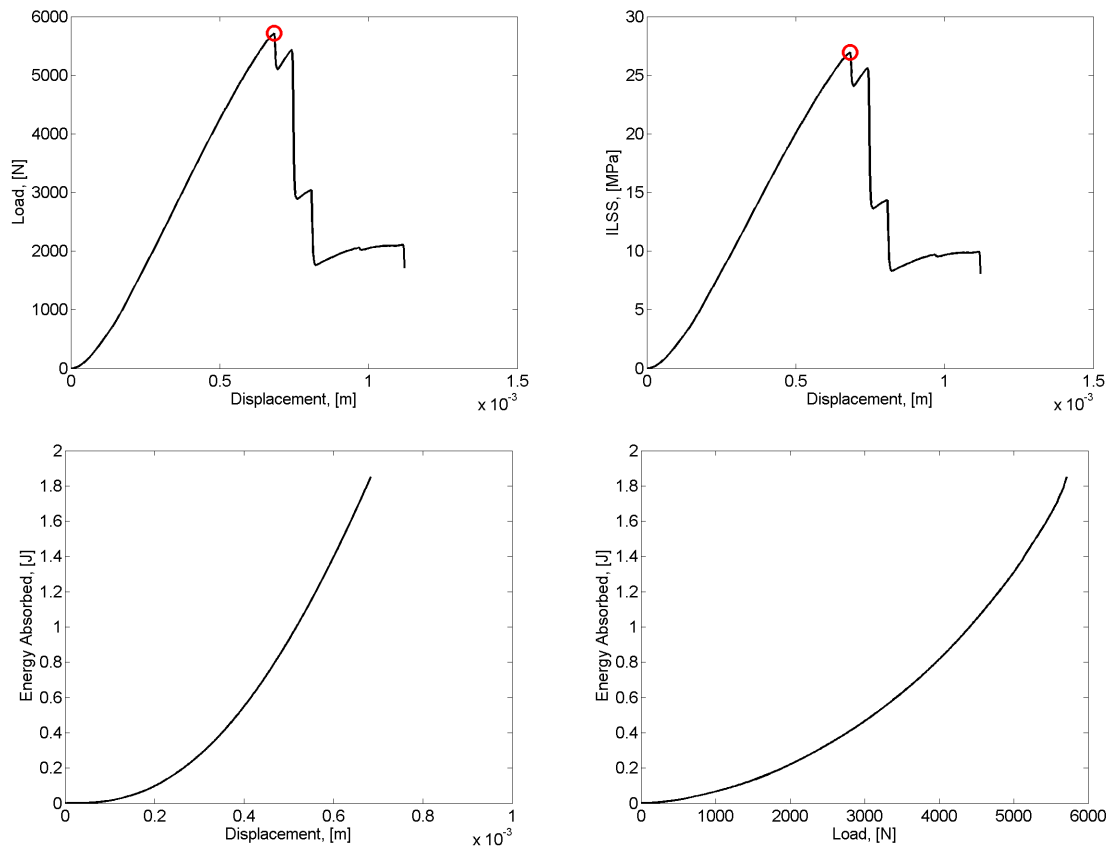 6000
5000
4000
3000
2000
1000
0
Load, [N]
0 0.5 1 1.5
Displacement, [m]
x 10^-3
30
25
20
15
10
5
0
ILSS, [MPa]
0 0.5 1 1.5
Displacement, [m]
x 10^-3
2
1.8
1.6
1.4
1.2
1
0.8
0.6
0.4
0.2
0
Energy Absorbed, [J]
0 0.2 0.4 0.6 0.8 1
Displacement, [m]
x 10^-3
2
1.8
1.6
1.4
1.2
1
0.8
0.6
0.4
0.2
0
Energy Absorbed, [J]
0 1000 2000 3000 4000 5000 6000
Load, [N]